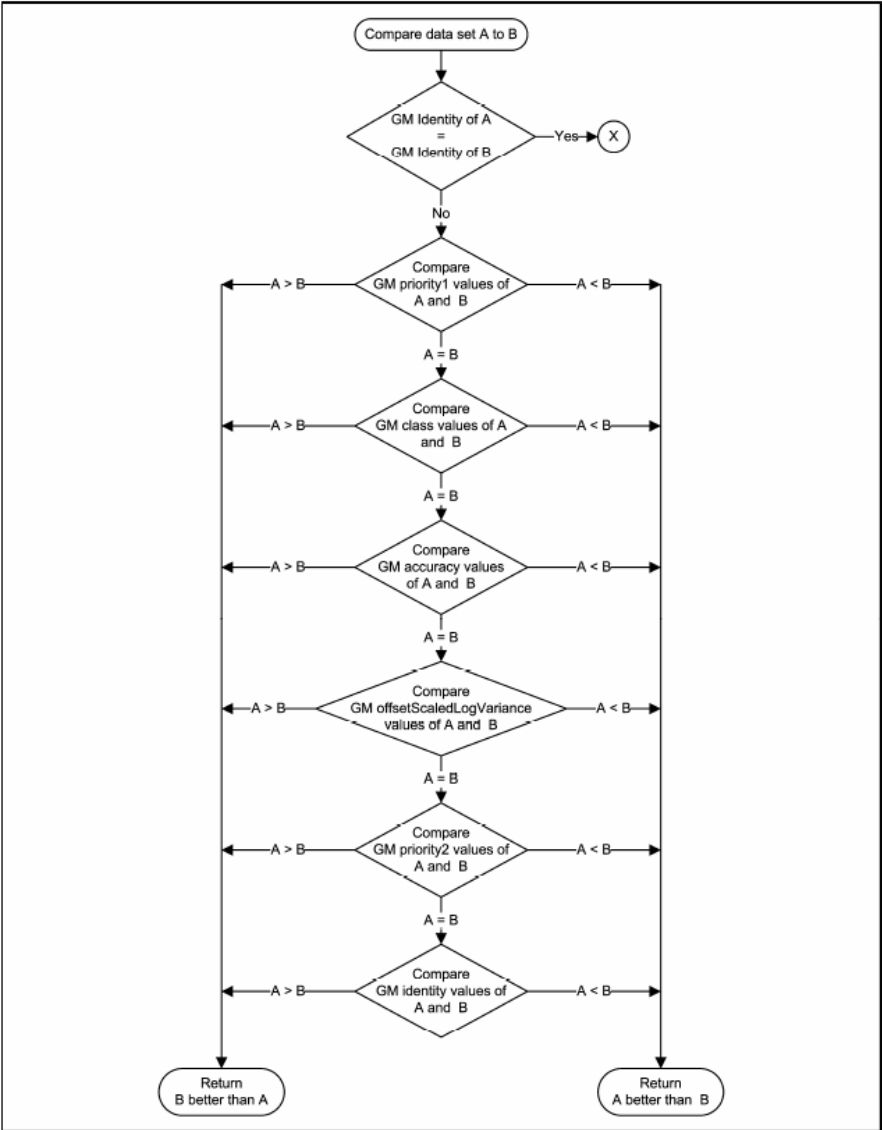 Compare data set A to B
GM Identity of A
=
GM Identity of B
Yes
X
No
Compare
GM priority1 values of
A and B
A > B
A < B
A = B
Compare
GM class values of A
and B
A > B
A < B
A = B
Compare
GM accuracy values
of A and B
A > B
A < B
A = B
Compare
GM offsetScaledLogVariance
values of A and B
A > B
A < B
A = B
Compare
GM priority2 values of
A and B
A > B
A < B
A = B
Compare
GM identity values of
A and B
A > B
A < B
Return
B better than A
Return
A better than B